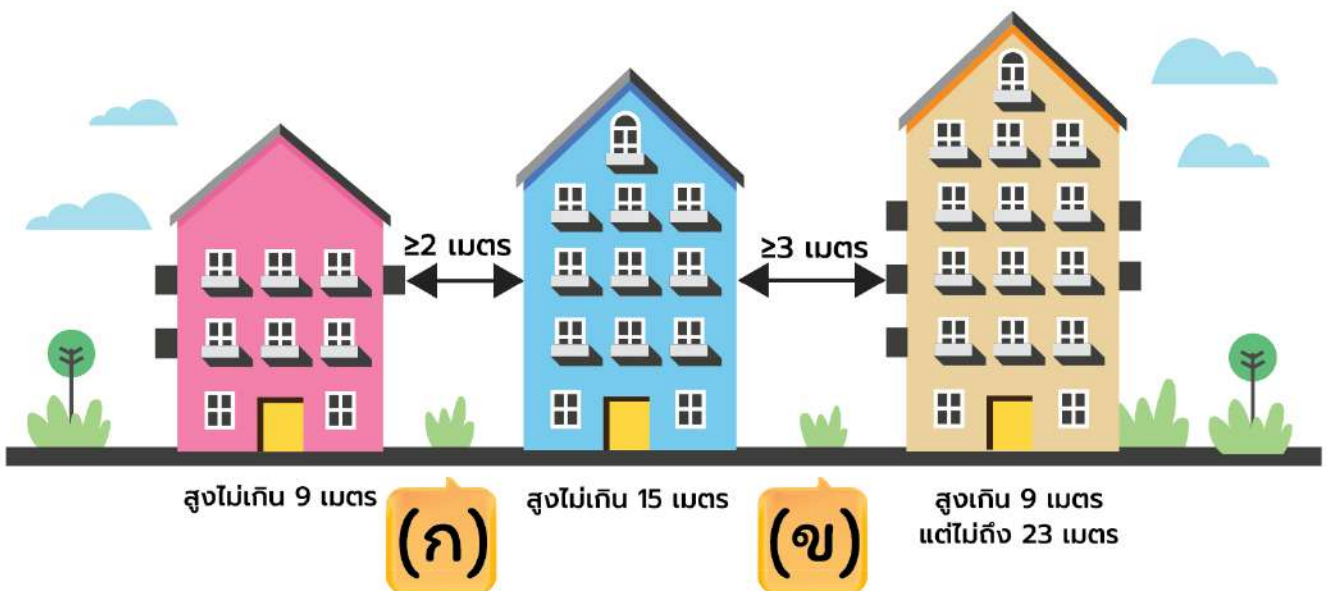 ≥2 เมตร
≥3 เมตร
สูงไม่เกิน 9 เมตร
(ก)
สูงไม่เกิน 15 เมตร
(ข)
สูงเกิน 9 เมตร
แต่ไม่ถึง 23 เมตร